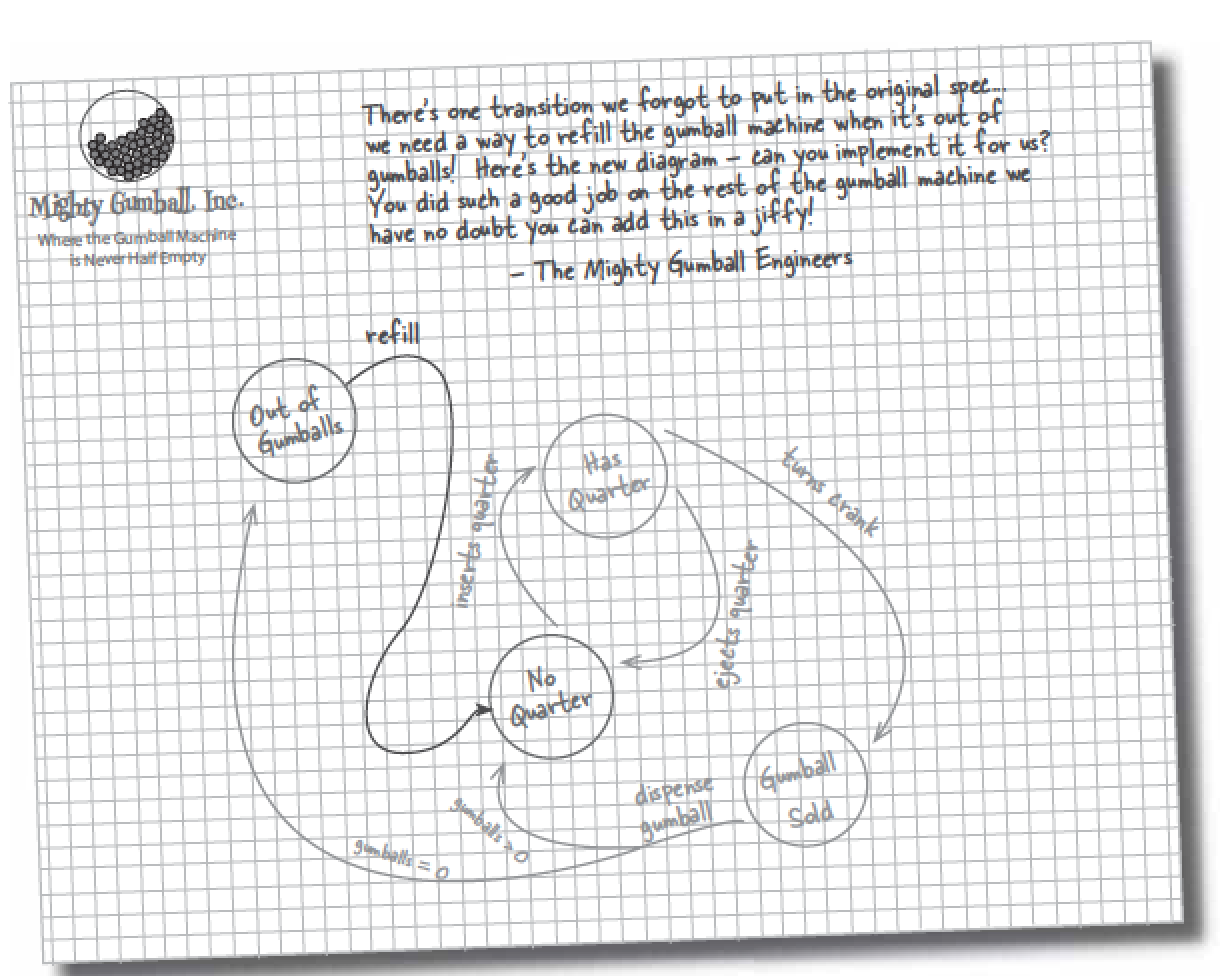 There's one transition we forgot to put in the original spec...
we need a way to refill the gumball machine when it's out of
gumballs! Here's the new diagram – can you implement it for us?
You did such a good job on the rest of the gumball machine we
have no doubt you can add this in a jiffy!
– The Mighty Gumball Engineers
Mighty Gumball, Inc.
Where the Gumball Machine
is Never Half Empty
refill
Out of
Gumballs
Has
Quarter
inserts quarter
turns crank
ejects quarter
No
Quarter
Gumball
Sold
dispense
gumball
gumballs > 0
gumballs = 0